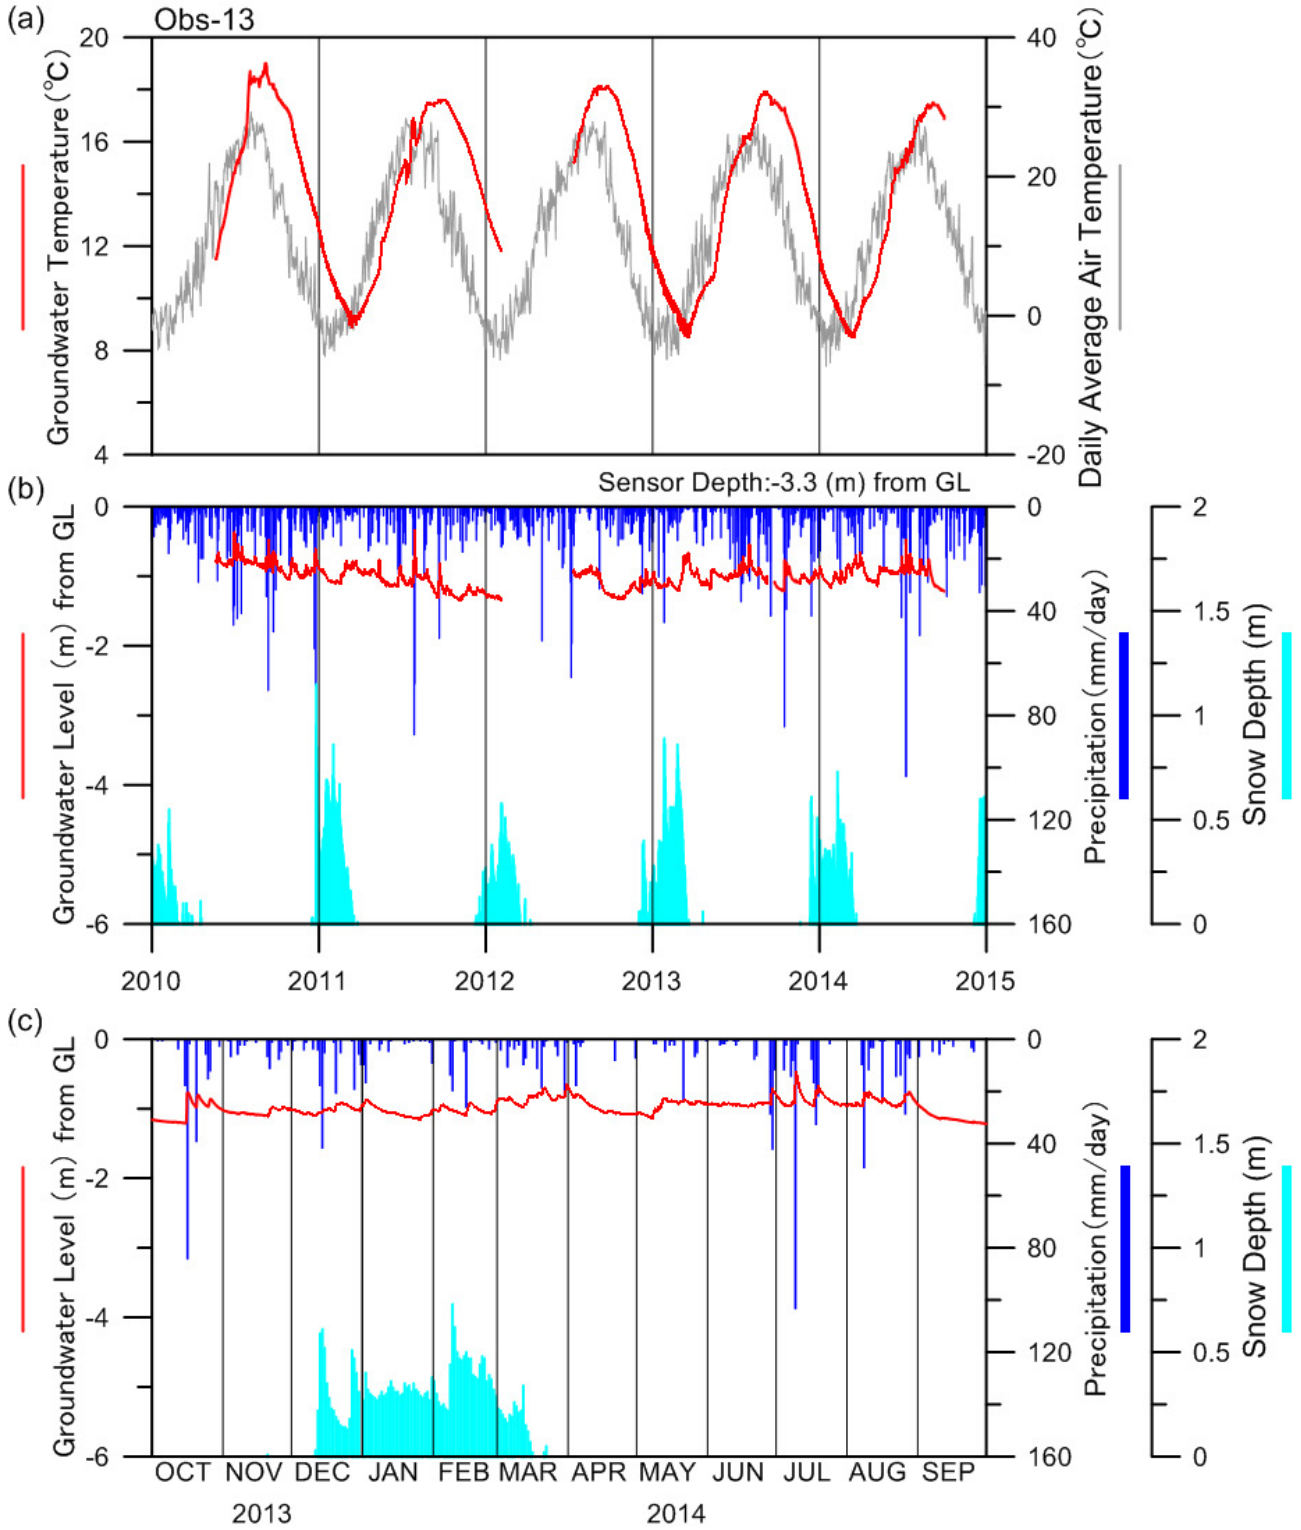 (a)
Obs-13
20
16
12
8
4
Groundwater Temperature(℃)
40
20
0
-20
Daily Average Air Temperature(℃)
(b)
Sensor Depth:-3.3 (m) from GL
0
-2
-4
-6
Groundwater Level (m) from GL
0
40
80
120
160
Precipitation(mm/day)
2
1.5
1
0.5
0
Snow Depth (m)
2010 2011 2012 2013 2014 2015
(c)
0
-2
-4
-6
Groundwater Level (m) from GL
0
40
80
120
160
Precipitation(mm/day)
2
1.5
1
0.5
0
Snow Depth (m)
OCT NOV DEC JAN FEB MAR APR MAY JUN JUL AUG SEP
2013 2014